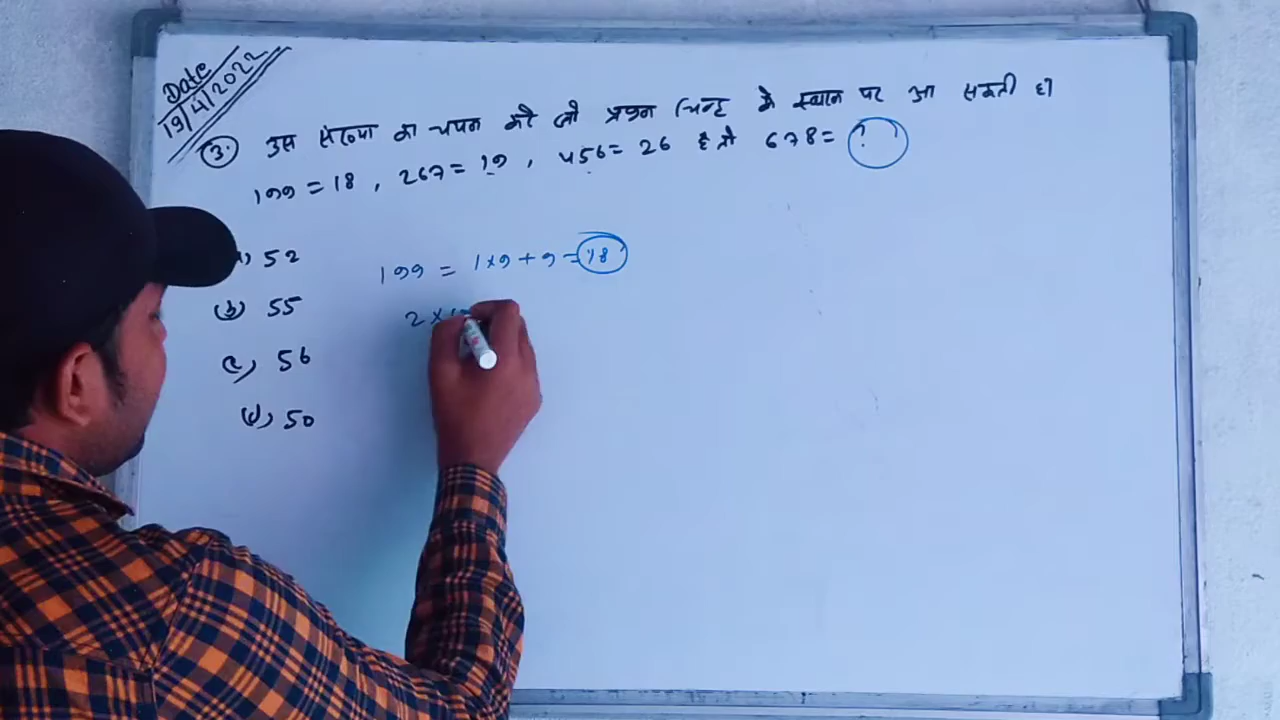 Date
19/4/2022
3. उस संख्या का चयन करें जो प्रश्न चिन्ह के स्थान पर आ सकती हो
199 = 18 , 267 = 19 , 456 = 26 है तो 678 = ?
52
(b) 55
(c) 56
(d) 50
199 = 1×9+9 = 18
2×